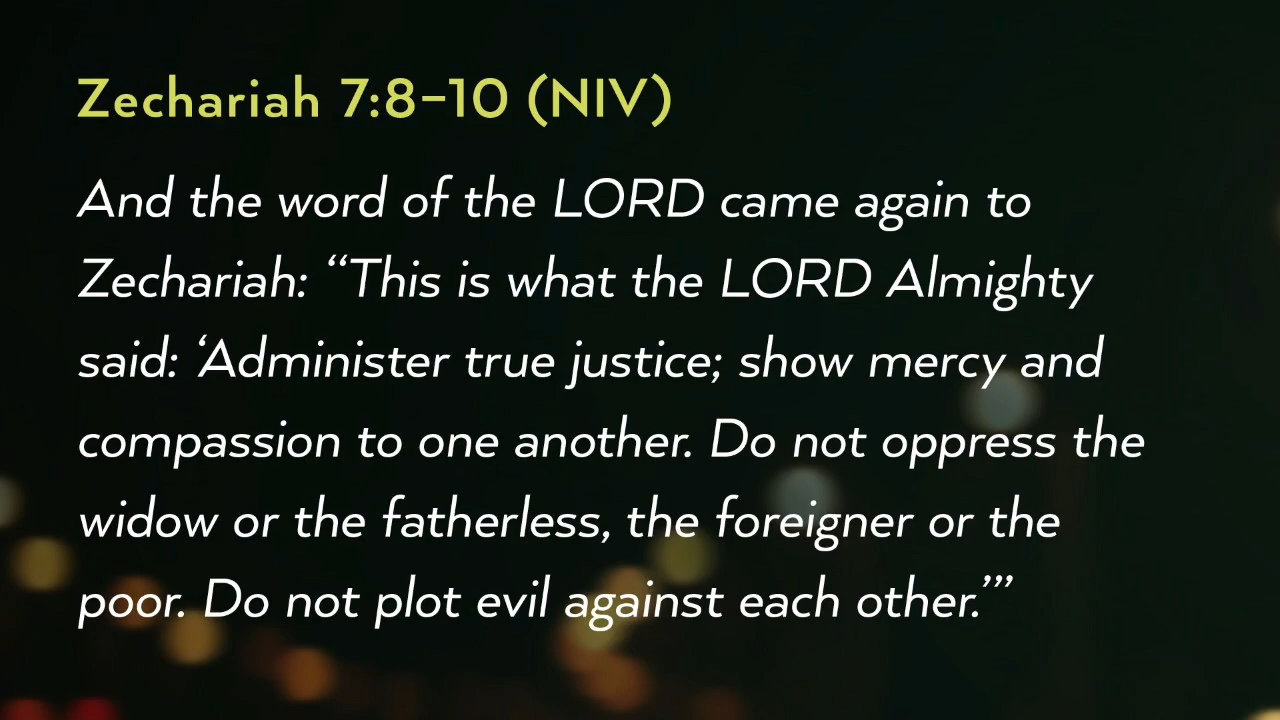 Zechariah 7:8–10 (NIV)
And the word of the LORD came again to
Zechariah: “This is what the LORD Almighty
said: ‘Administer true justice; show mercy and
compassion to one another. Do not oppress the
widow or the fatherless, the foreigner or the
poor. Do not plot evil against each other.’”